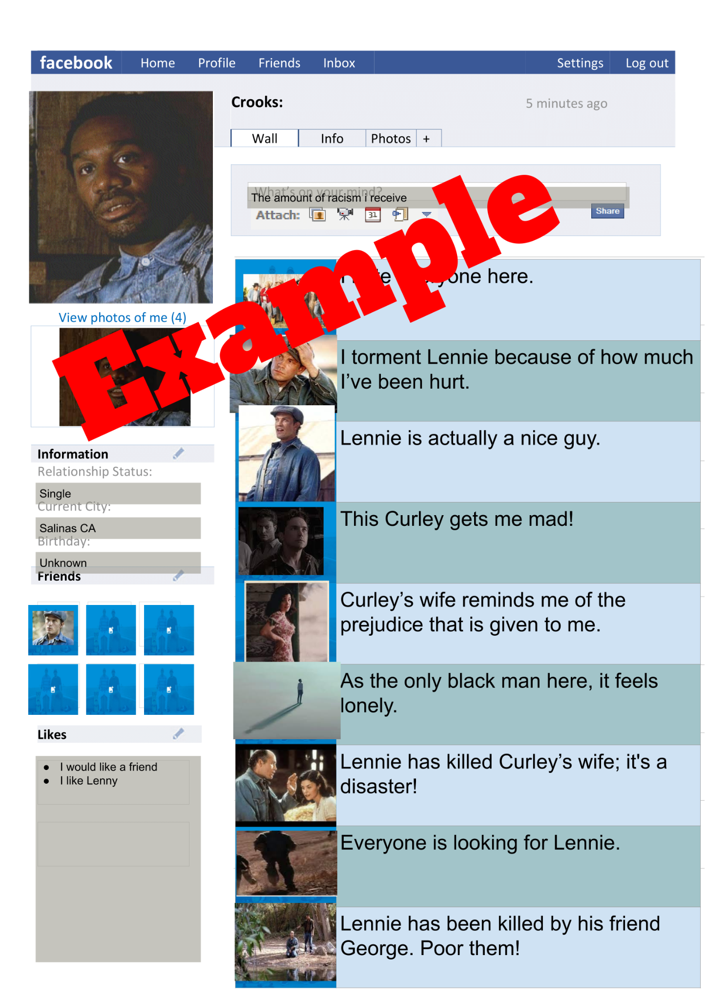 facebook Home Profile Friends Inbox Settings Log out
Crooks: 5 minutes ago
Wall Info Photos +
What's on your mind?
The amount of racism i receive
Attach: 31 Share
Example
one here.
I torment Lennie because of how much
I've been hurt.
Lennie is actually a nice guy.
This Curley gets me mad!
Curley's wife reminds me of the
prejudice that is given to me.
As the only black man here, it feels
lonely.
Lennie has killed Curley's wife; it's a
disaster!
Everyone is looking for Lennie.
Lennie has been killed by his friend
George. Poor them!
View photos of me (4)
Information
Relationship Status:
Single
Current City:
Salinas CA
Birthday:
Unknown
Friends
Likes
● I would like a friend
● I like Lenny